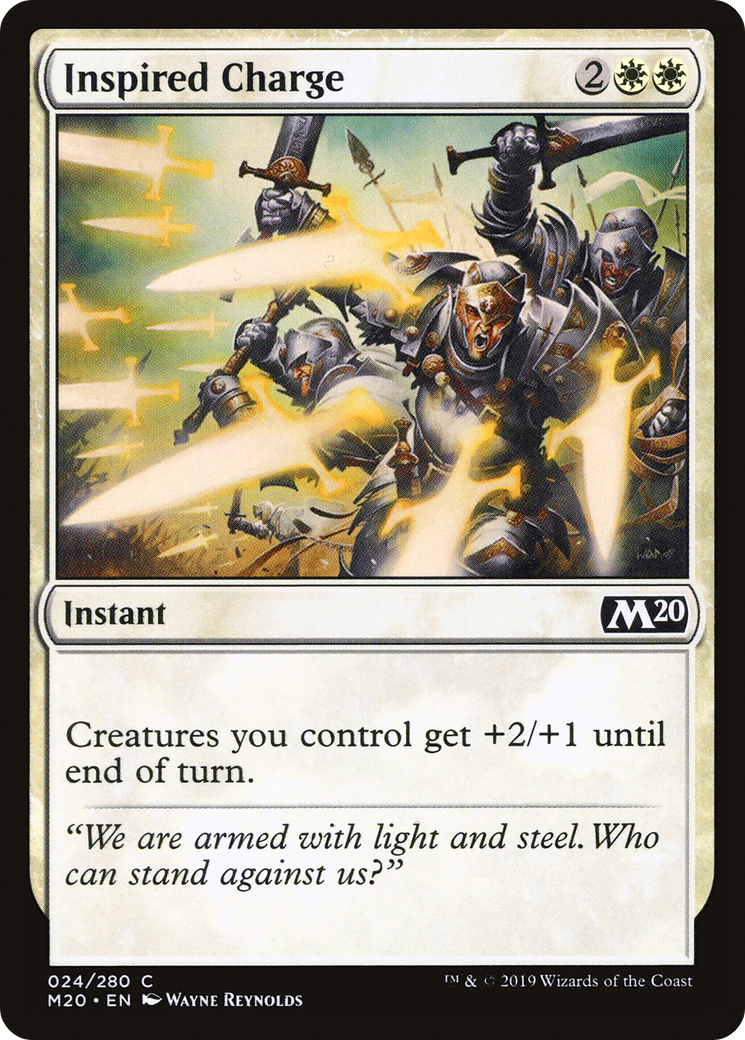 Inspired Charge 2
Instant M20
Creatures you control get +2/+1 until
end of turn.
“We are armed with light and steel. Who
can stand against us?”
024/280 C ™ & © 2019 Wizards of the Coast
M20 • EN Wayne Reynolds